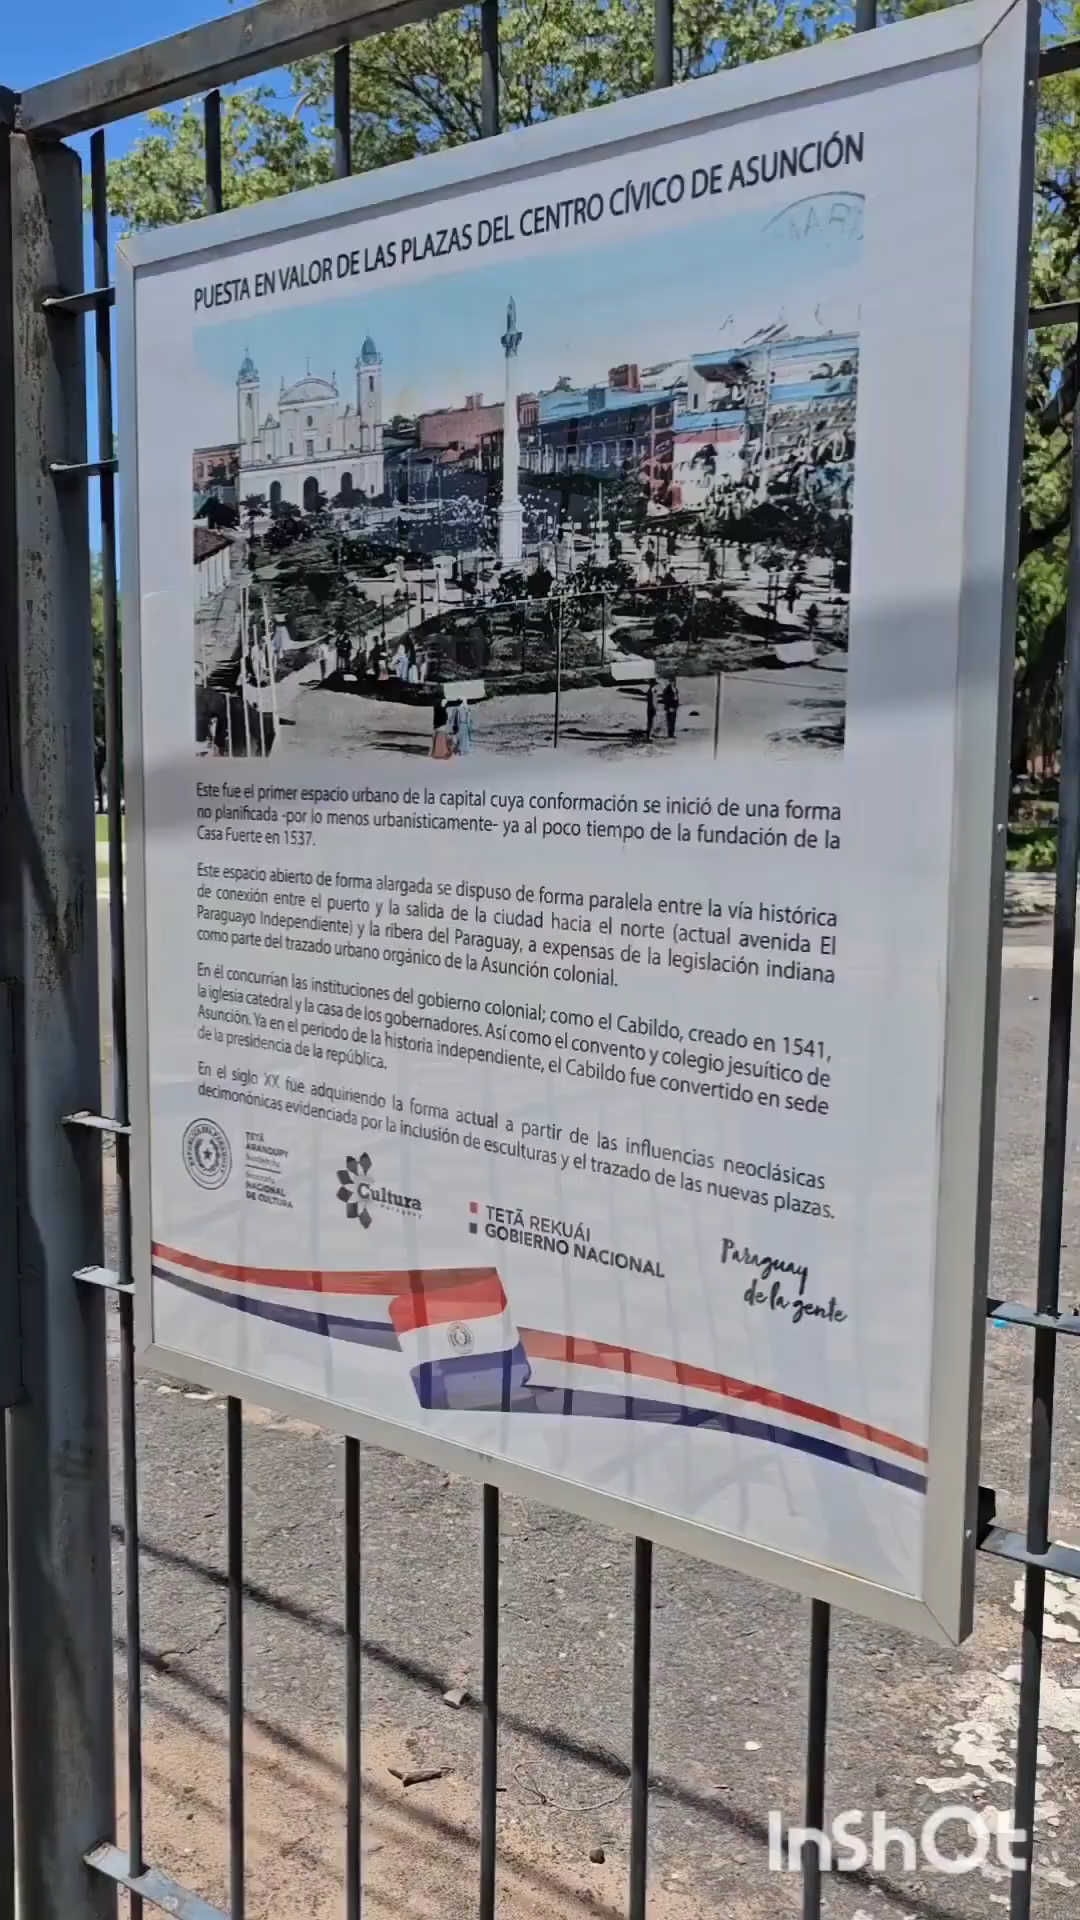 PUESTA EN VALOR DE LAS PLAZAS DEL CENTRO CÍVICO DE ASUNCIÓN
Este fue el primer espacio urbano de la capital cuya conformación se inició de una forma
no planificada -por lo menos urbanisticamente- ya al poco tiempo de la fundación de la
Casa Fuerte en 1537.
Este espacio abierto de forma alargada se dispuso de forma paralela entre la vía histórica
de conexión entre el puerto y la salida de la ciudad hacia el norte (actual avenida El
Paraguayo Independiente) y la ribera del Paraguay, a expensas de la legislación indiana
como parte del trazado urbano orgánico de la Asunción colonial.
En él concurrían las instituciones del gobierno colonial; como el Cabildo, creado en 1541,
la iglesia catedral y la casa de los gobernadores. Así como el convento y colegio jesuítico de
Asunción. Ya en el periodo de la historia independiente, el Cabildo fue convertido en sede
de la presidencia de la república.
En el siglo XX fue adquiriendo la forma actual a partir de las influencias neoclásicas
decimonónicas evidenciada por la inclusión de esculturas y el trazado de las nuevas plazas.
TETÃ
ARANDUPY
NACIONAL
DE CULTURA
Cultura
TETÃ REKUÁI
GOBIERNO NACIONAL
Paraguay
de la gente
InShOt